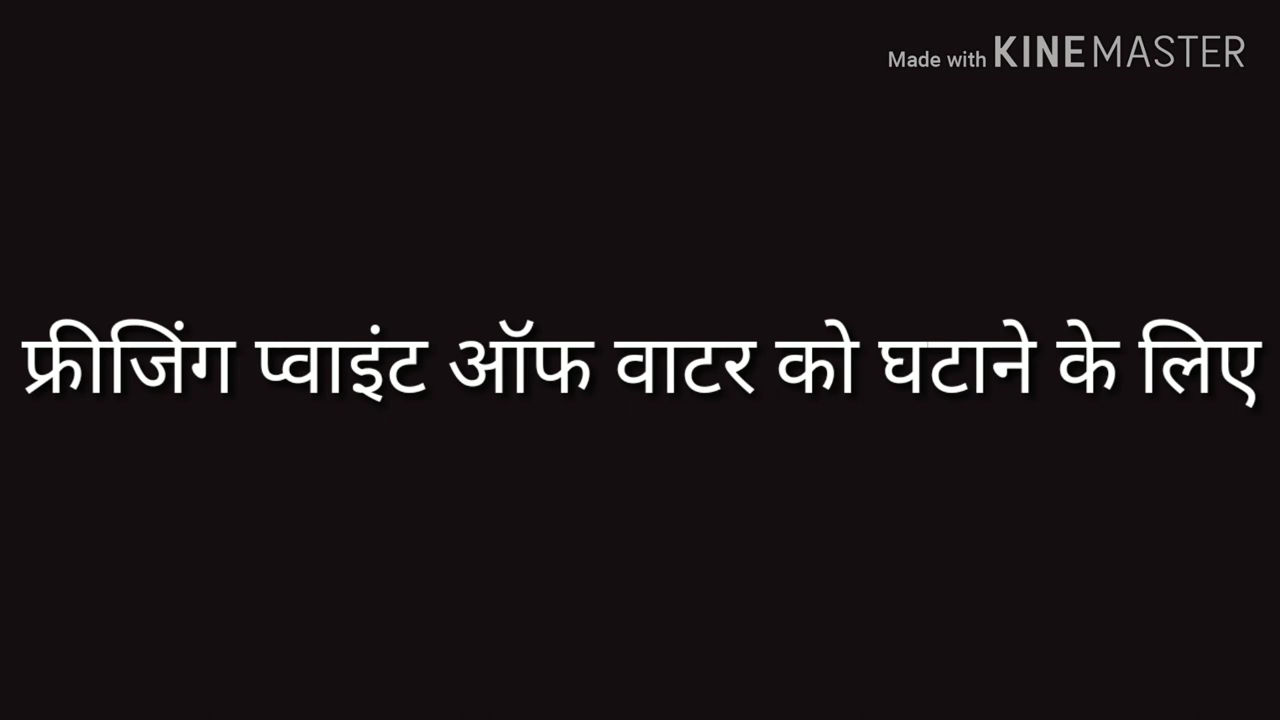 Made with KINEMASTER
फ्रीजिंग प्वाइंट ऑफ वाटर को घटाने के लिए